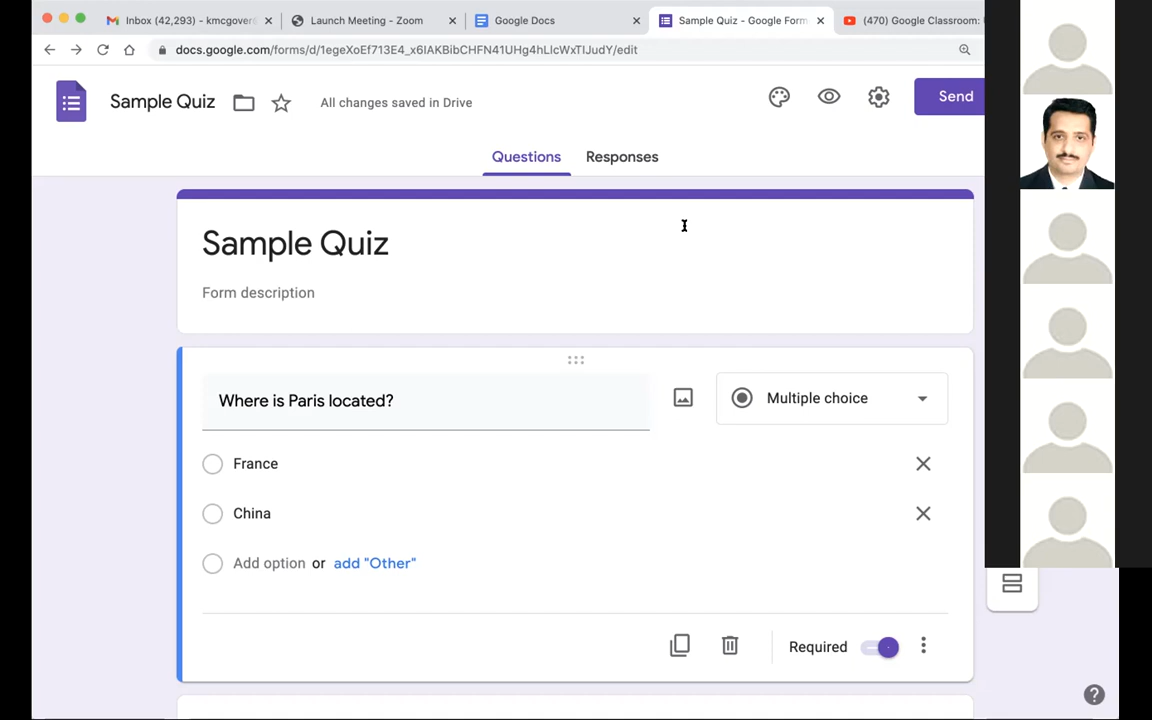 Inbox (42,293) - kmcgover
Launch Meeting - Zoom
Google Docs
Sample Quiz - Google Form
(470) Google Classroom:
docs.google.com/forms/d/1egeXoEf713E4_x6IAKBibCHFN41UHg4hLIcWxTIJudY/edit
Sample Quiz
All changes saved in Drive
Send
Questions
Responses
Sample Quiz
Form description
Where is Paris located?
Multiple choice
France
China
Add option or add "Other"
Required